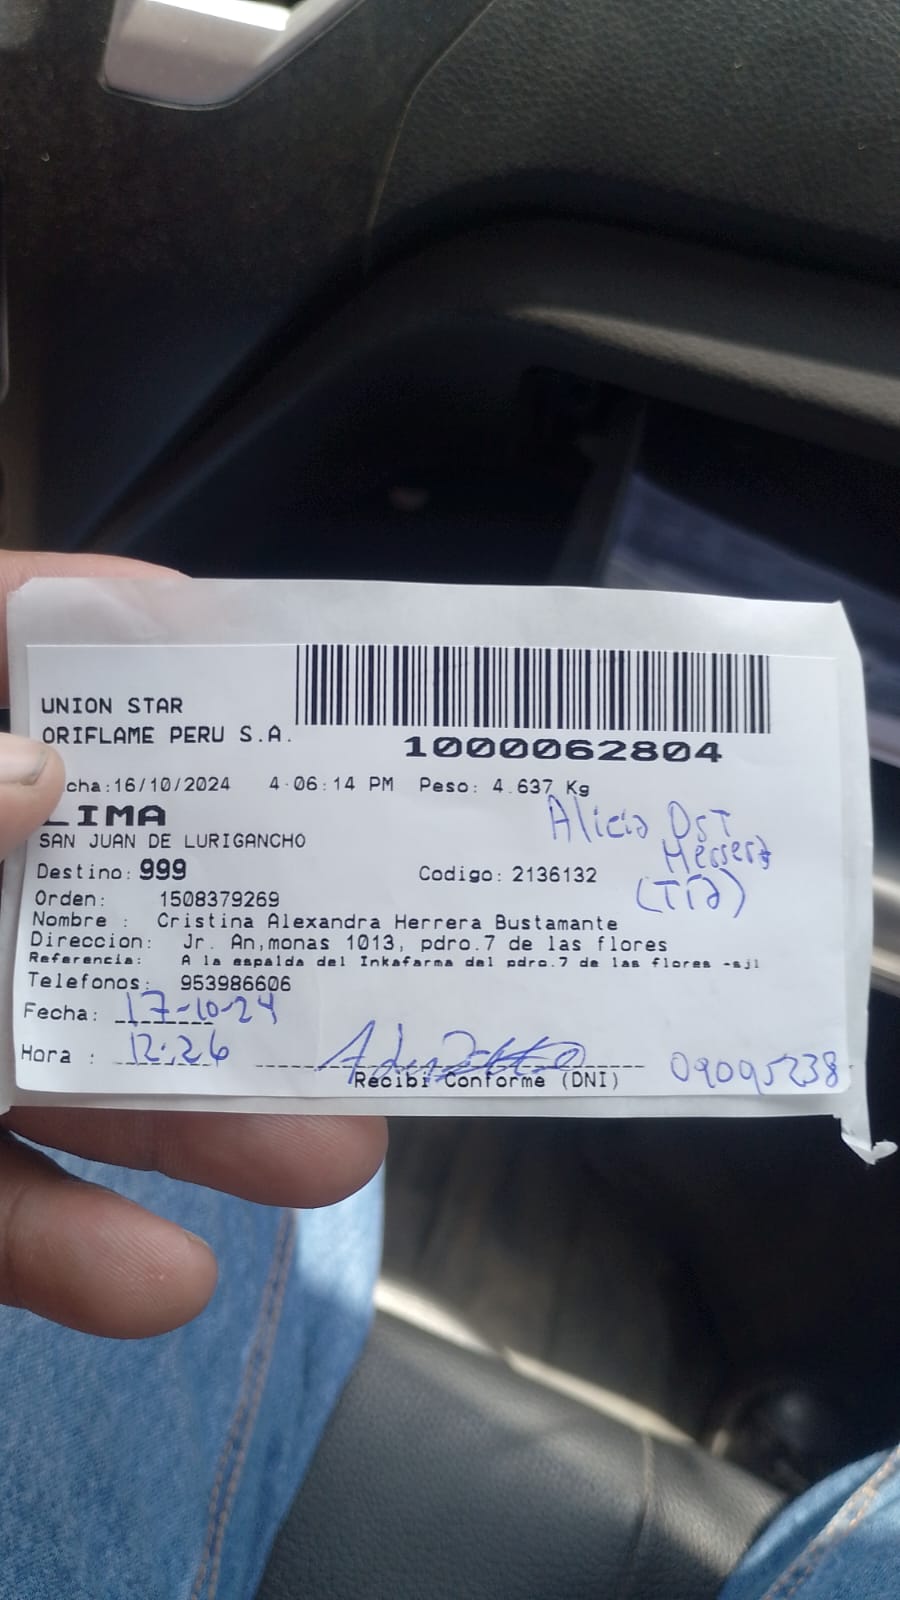 UNION STAR
ORIFLAME PERU S.A.
1000062804
cha:16/10/2024 4:06:14 PM Peso: 4.637 Kg
LIMA
SAN JUAN DE LURIGANCHO
Alicia Ost
Herrera
(Tía)
Destino: 999 Codigo: 2136132
Orden: 1508379269
Nombre : Cristina Alexandra Herrera Bustamante
Direccion: Jr. An,monas 1013, pdro.7 de las flores
Referencia: A la espalda del Inkafarma del pdro.7 de las flores -sjl
Telefonos: 953986606
Fecha: 17-10-24
Hora : 12:26
Recibi Conforme (DNI) 09095238